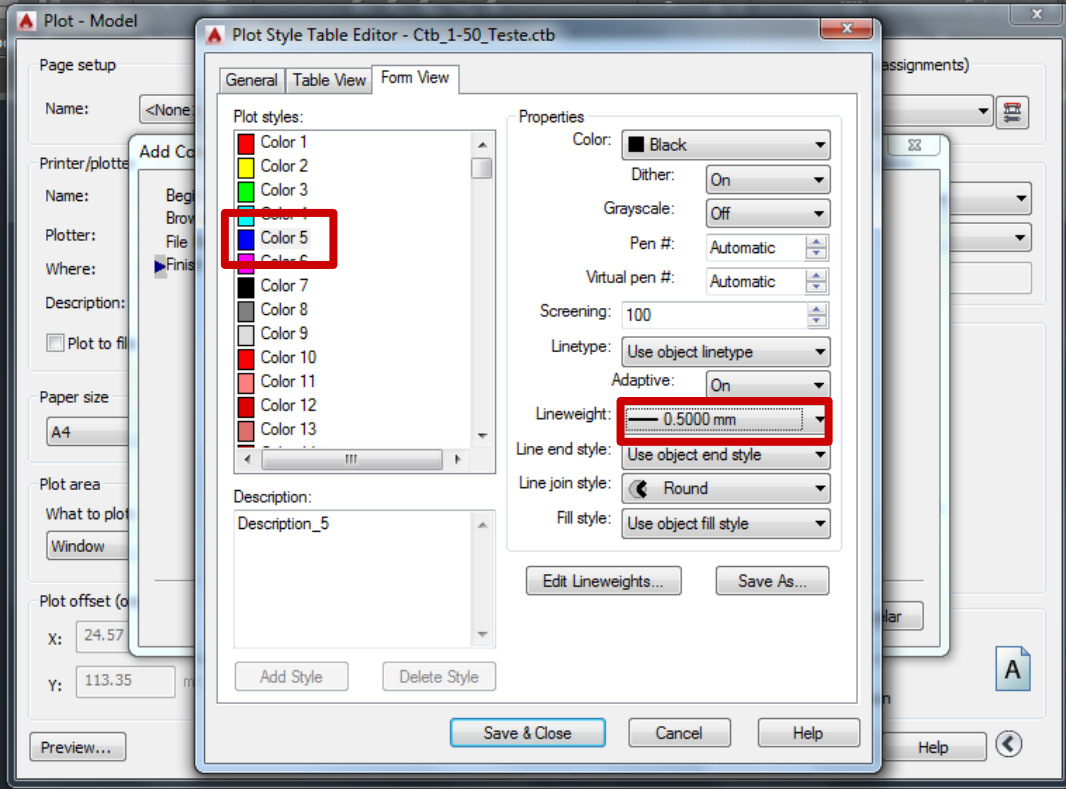 Plot - Model
Page setup
Name:
<None>
Printer/plotte
Name:
Plotter:
Where:
Description:
Plot to fil
Paper size
A4
Plot area
What to plot
Window
Plot offset (o
X: 24.57
Y: 113.35 m
Preview...
Add Co
Begi
Brow
File
Finis
Plot Style Table Editor - Ctb_1-50_Teste.ctb
General
Table View
Form View
Plot styles:
Color 1
Color 2
Color 3
Color 4
Color 5
Color 6
Color 7
Color 8
Color 9
Color 10
Color 11
Color 12
Color 13
Description:
Description_5
Add Style
Delete Style
Properties
Color: Black
Dither: On
Grayscale: Off
Pen #: Automatic
Virtual pen #: Automatic
Screening: 100
Linetype: Use object linetype
Adaptive: On
Lineweight: 0.5000 mm
Line end style: Use object end style
Line join style: Round
Fill style: Use object fill style
Edit Lineweights...
Save As...
Save & Close
Cancel
Help
assignments)
elar
A
n
Help